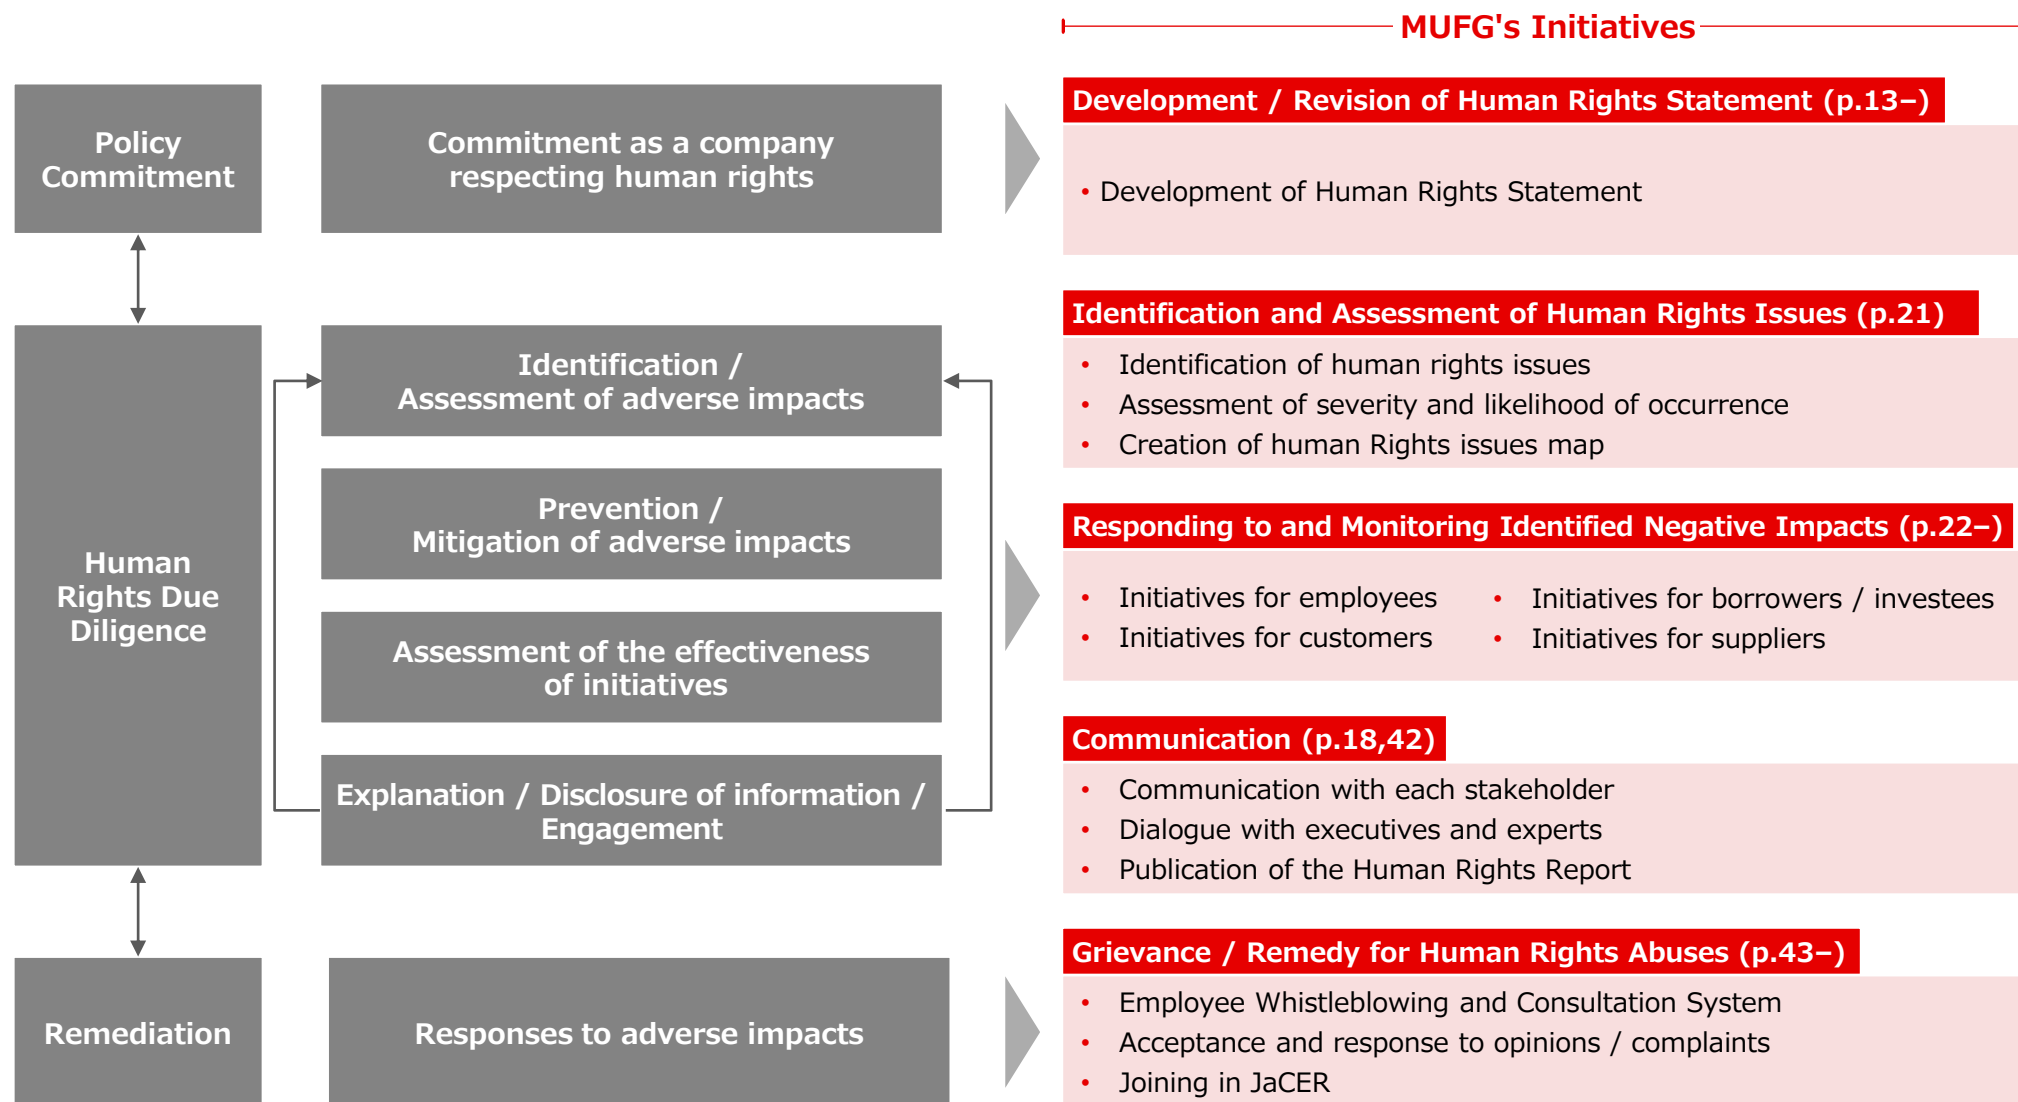 MUFG's Initiatives
Policy
Commitment
Commitment as a company
respecting human rights
Development / Revision of Human Rights Statement (p.13–)
• Development of Human Rights Statement
Human
Rights Due
Diligence
Identification /
Assessment of adverse impacts
Prevention /
Mitigation of adverse impacts
Assessment of the effectiveness
of initiatives
Explanation / Disclosure of information /
Engagement
Identification and Assessment of Human Rights Issues (p.21)
• Identification of human rights issues
• Assessment of severity and likelihood of occurrence
• Creation of human Rights issues map
Responding to and Monitoring Identified Negative Impacts (p.22–)
• Initiatives for employees
• Initiatives for customers
• Initiatives for borrowers / investees
• Initiatives for suppliers
Communication (p.18,42)
• Communication with each stakeholder
• Dialogue with executives and experts
• Publication of the Human Rights Report
Remediation
Responses to adverse impacts
Grievance / Remedy for Human Rights Abuses (p.43–)
• Employee Whistleblowing and Consultation System
• Acceptance and response to opinions / complaints
• Joining in JaCER